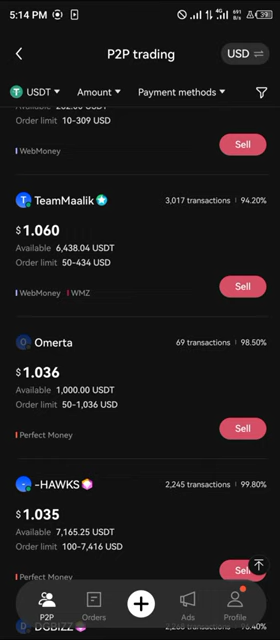 5:14 PM
4G
691
B/s
39
P2P trading
USD
USDT
Amount
Payment methods
Order limit 10-309 USD
WebMoney
Sell
TeamMaalik
3,017 transactions | 94.20%
$1.060
Available 6,438.04 USDT
Order limit 50-434 USD
Sell
WebMoney | WMZ
Omerta
69 transactions | 98.50%
$1.036
Available 1,000.00 USDT
Order limit 50-1,036 USD
Sell
Perfect Money
-HAWKS
2,245 transactions | 99.80%
$1.035
Available 7,165.25 USDT
Order limit 100-7,416 USD
Perfect Money
P2P
Orders
Ads
Profile